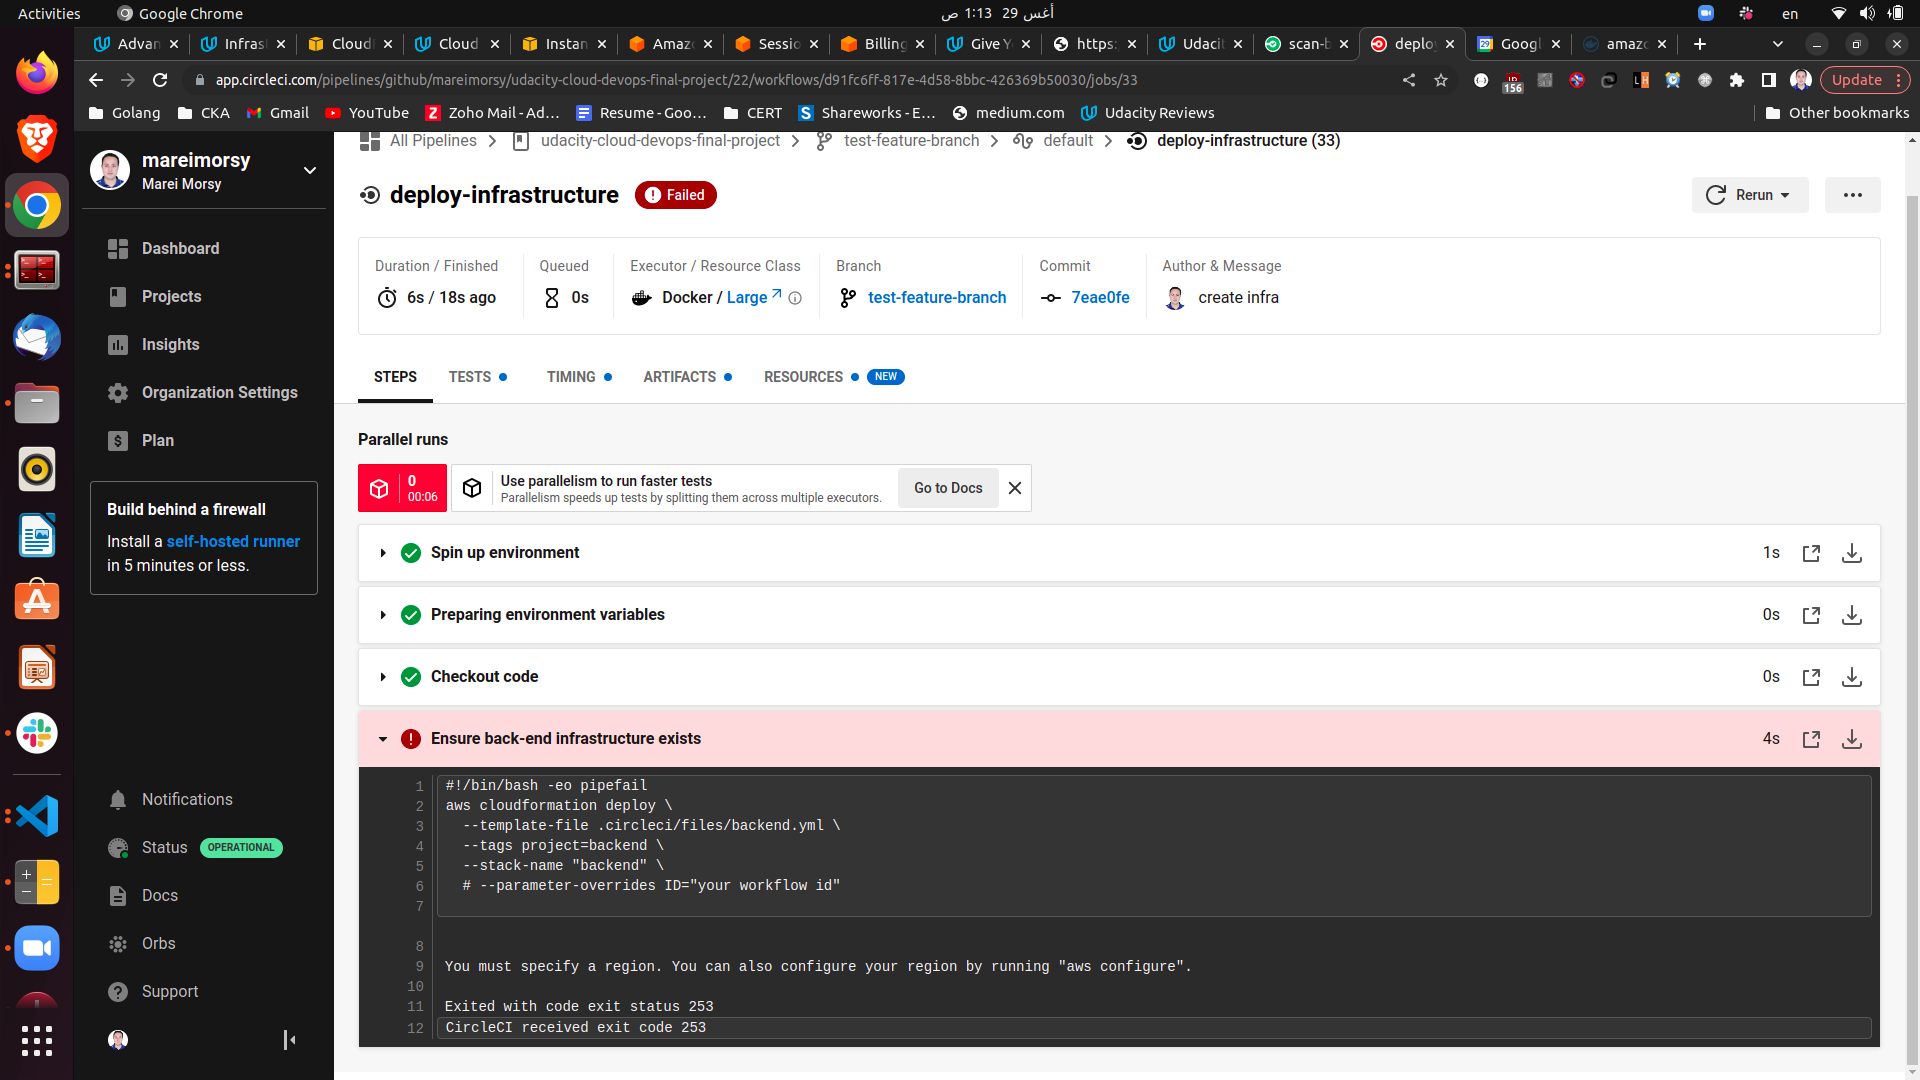 Activities
Google Chrome
أغس 29 1:13 ص
en
Advan
Infrast
Cloudi
Cloud
Instan
Amazo
Sessio
Billing
Give Y
https:
Udacit
scan-b
deploy
Googl
amazo
app.circleci.com/pipelines/github/mareimorsy/udacity-cloud-devops-final-project/22/workflows/d91fc6ff-817e-4d58-8bbc-426369b50030/jobs/33
156
Update
Golang
CKA
Gmail
YouTube
Zoho Mail - Ad...
Resume - Goo...
CERT
Shareworks - E...
medium.com
Udacity Reviews
Other bookmarks
mareimorsy
Marei Morsy
Dashboard
Projects
Insights
Organization Settings
Plan
Build behind a firewall
Install a self-hosted runner
in 5 minutes or less.
Notifications
Status OPERATIONAL
Docs
Orbs
Support
All Pipelines
udacity-cloud-devops-final-project
test-feature-branch
default
deploy-infrastructure (33)
deploy-infrastructure
Failed
Rerun
Duration / Finished
6s / 18s ago
Queued
0s
Executor / Resource Class
Docker / Large
Branch
test-feature-branch
Commit
7eae0fe
Author & Message
create infra
STEPS
TESTS
TIMING
ARTIFACTS
RESOURCES
NEW
Parallel runs
0
00:06
Use parallelism to run faster tests
Parallelism speeds up tests by splitting them across multiple executors.
Go to Docs
Spin up environment 1s
Preparing environment variables 0s
Checkout code 0s
Ensure back-end infrastructure exists 4s
1 #!/bin/bash -eo pipefail
2 aws cloudformation deploy \
3 --template-file .circleci/files/backend.yml \
4 --tags project=backend \
5 --stack-name "backend" \
6 # --parameter-overrides ID="your workflow id"
7
8
9 You must specify a region. You can also configure your region by running "aws configure".
10
11 Exited with code exit status 253
12 CircleCI received exit code 253